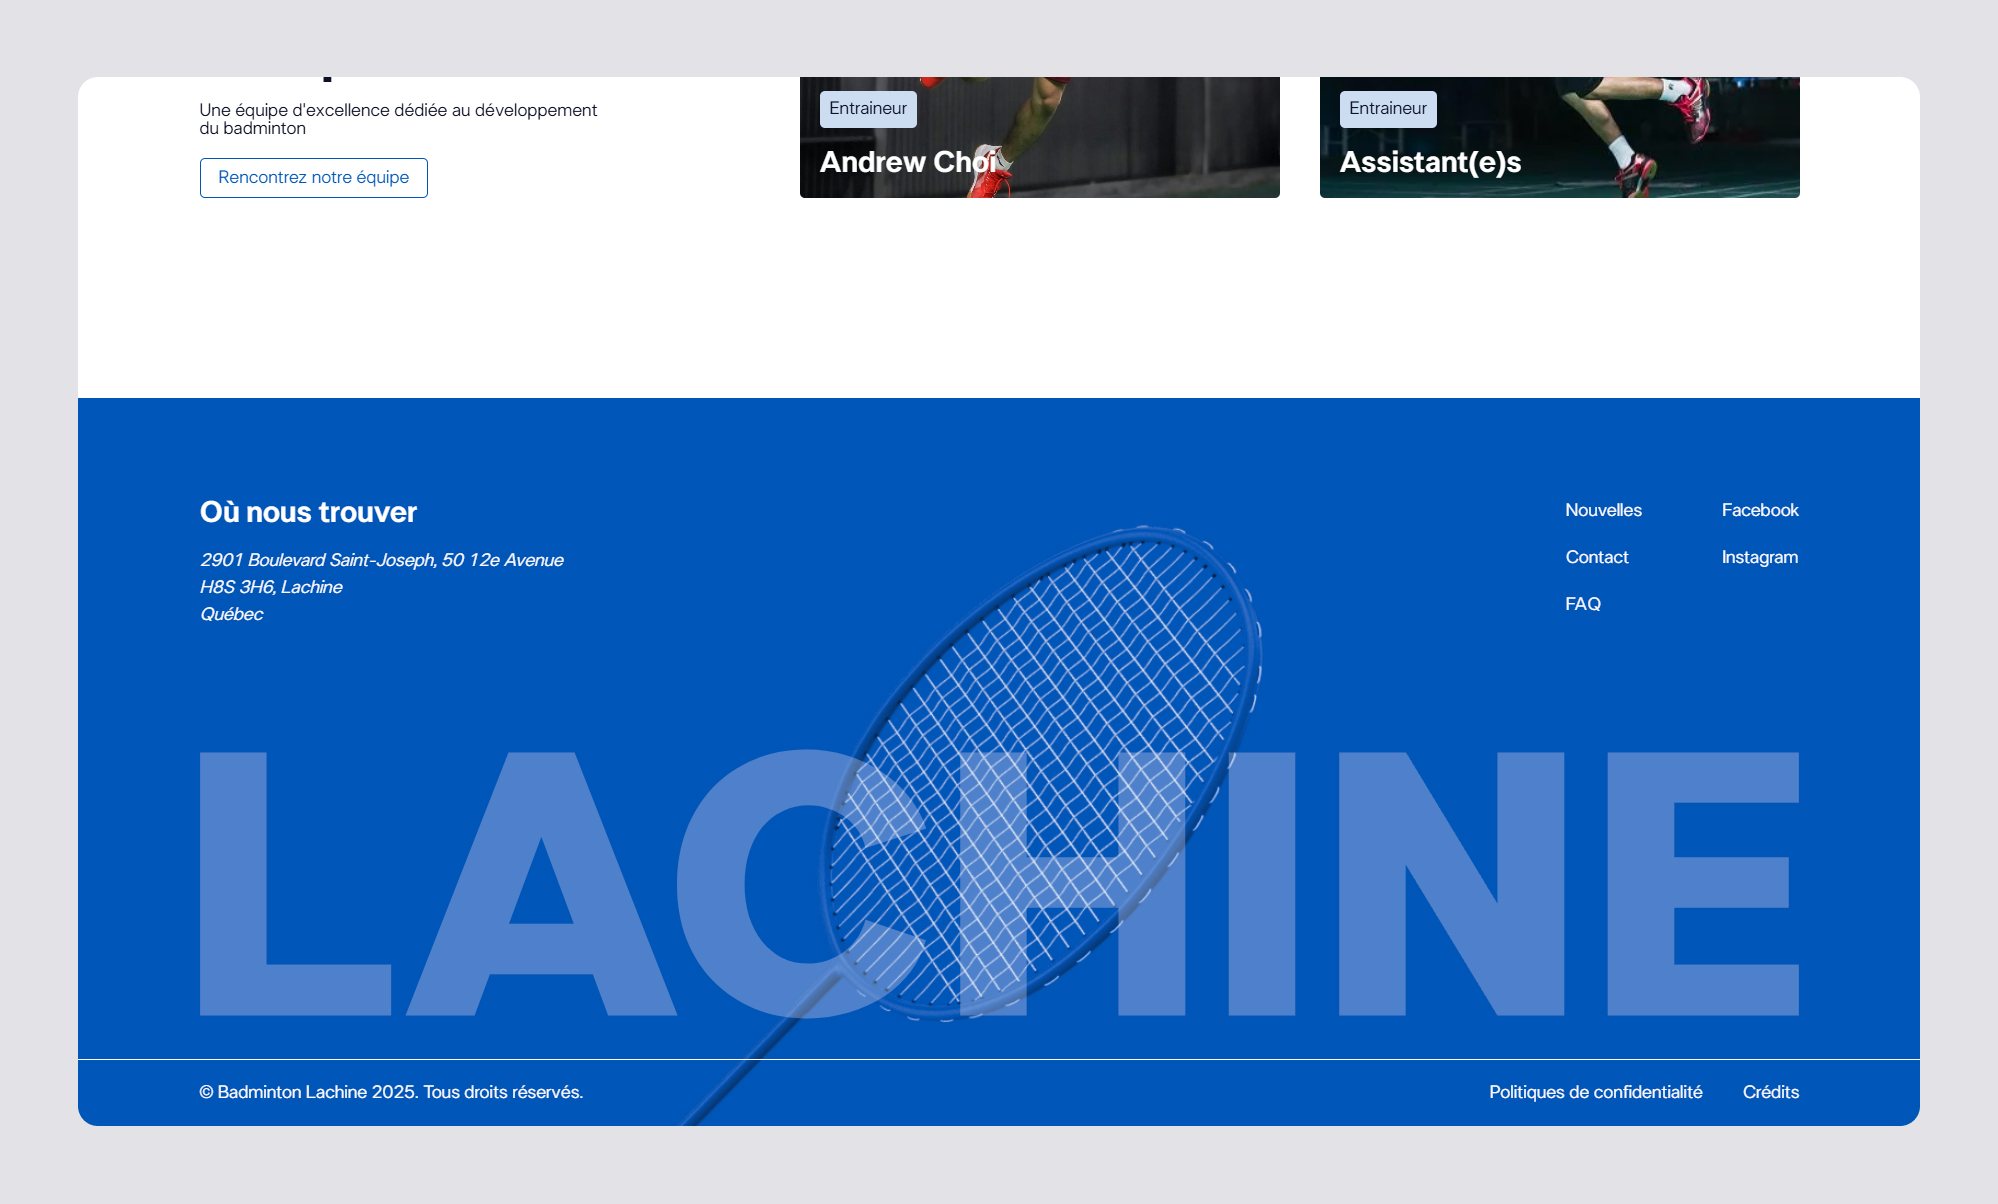 Une équipe d'excellence dédiée au développement
du badminton
Rencontrez notre équipe
Entraineur
Andrew Choi
Entraineur
Assistant(e)s
Où nous trouver
2901 Boulevard Saint-Joseph, 50 12e Avenue
H8S 3H6, Lachine
Québec
Nouvelles
Contact
FAQ
Facebook
Instagram
LACHINE
© Badminton Lachine 2025. Tous droits réservés.
Politiques de confidentialité
Crédits